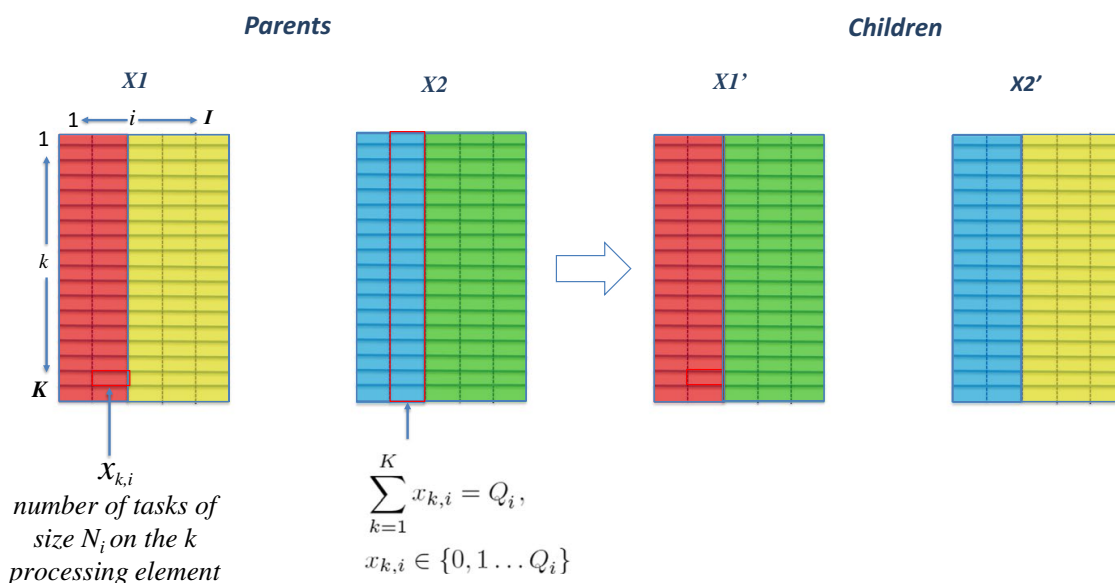 Parents
Children
X1
X2
X1’
X2’
1 i I
1
k
K
x_{k,i}
number of tasks of
size N_i on the k
processing element
\sum_{k=1}^{K} x_{k,i} = Q_i,
x_{k,i} ∈ {0, 1 … Q_i}